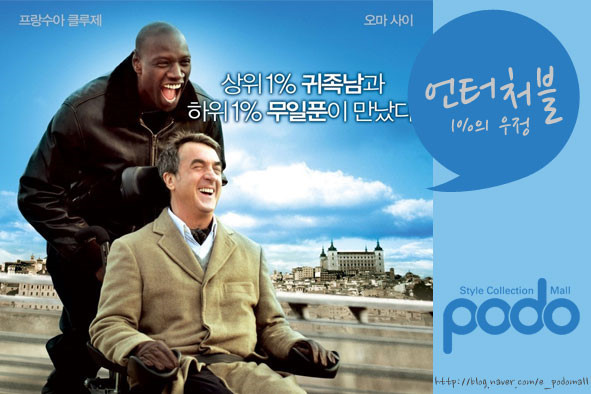 프랑수아 클루제
오마 사이
상위 1% 귀족남과
하위 1% 무일푼이 만났다.
언터처블
1%의 우정
Style Collection Mall
podo
http://blog.naver.com/e_podomall